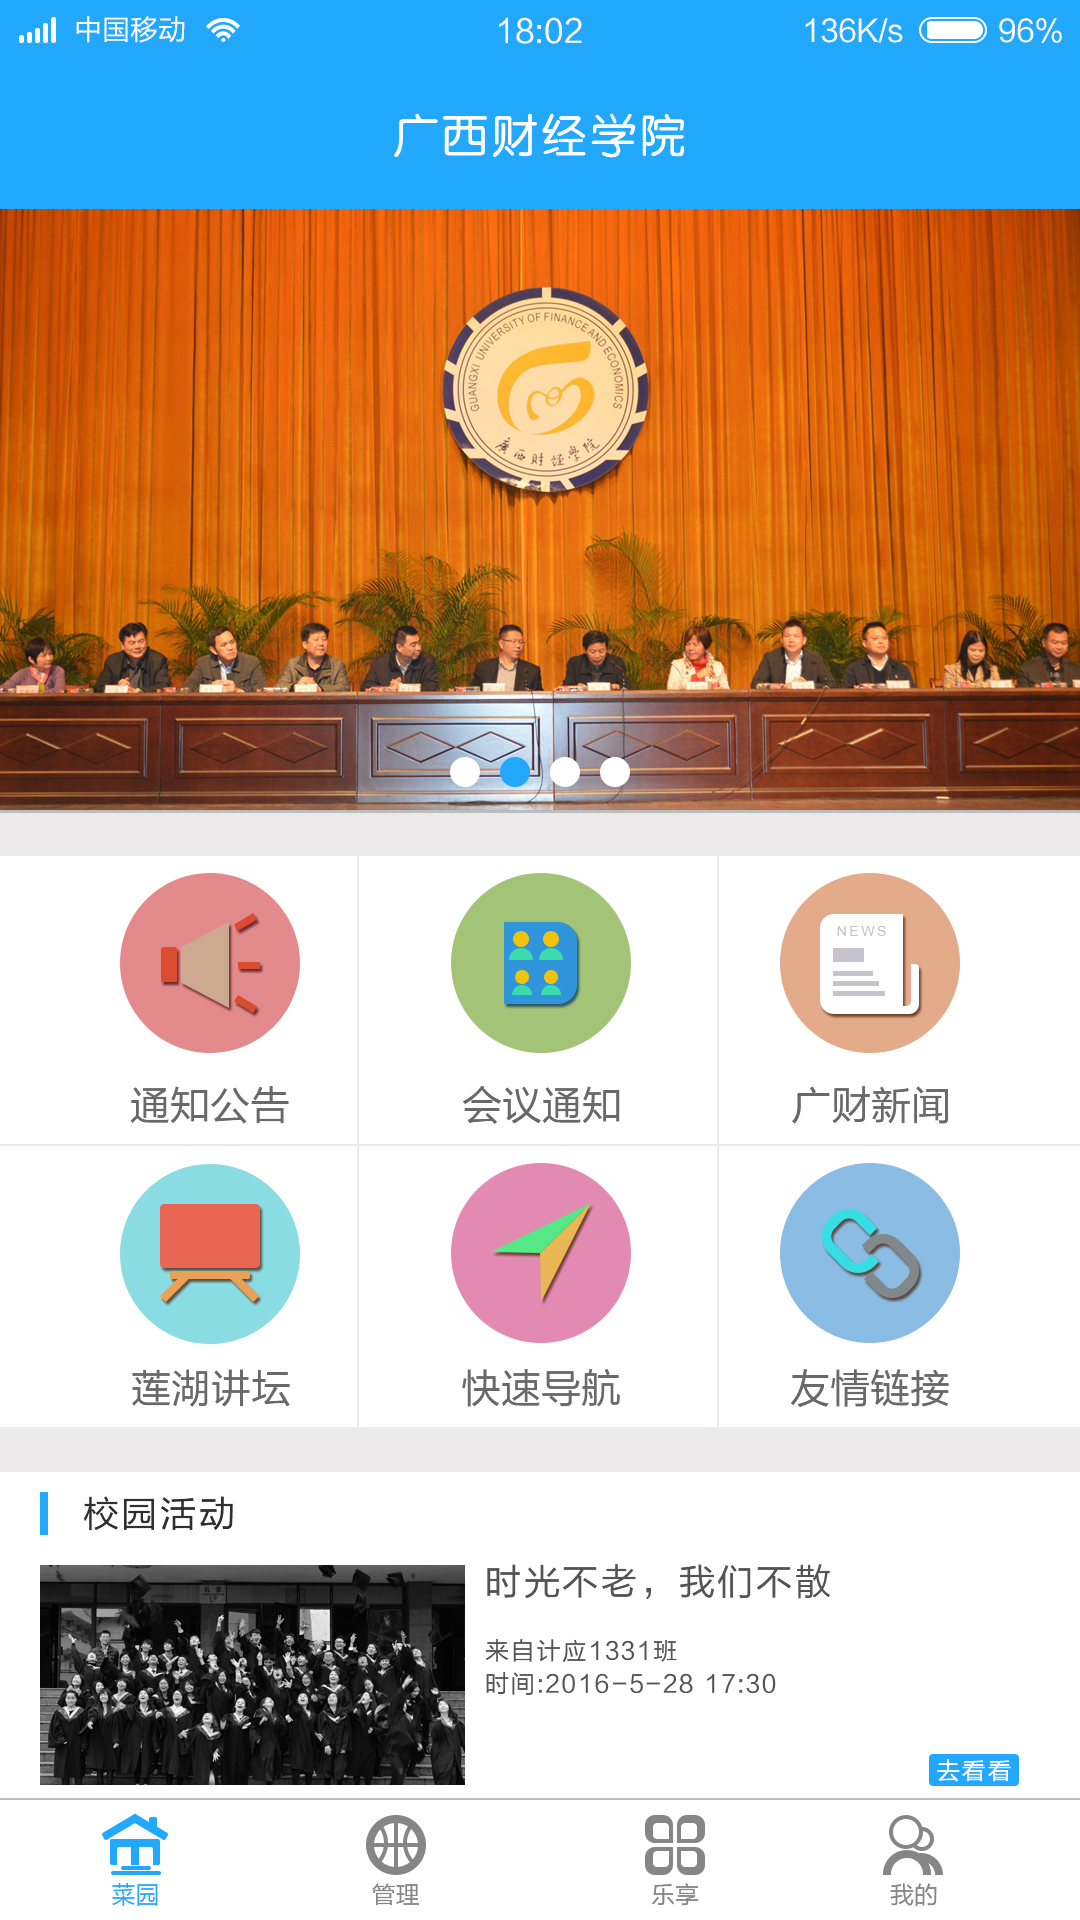 中国移动 18:02 136K/s 96%
广西财经学院
GUANGXI UNIVERSITY OF FINANCE AND ECONOMICS
廣西财经學院
NEWS
通知公告 会议通知 广财新闻
莲湖讲坛 快速导航 友情链接
校园活动
时光不老，我们不散
来自计应1331班
时间:2016-5-28 17:30
去看看
菜园 管理 乐享 我的